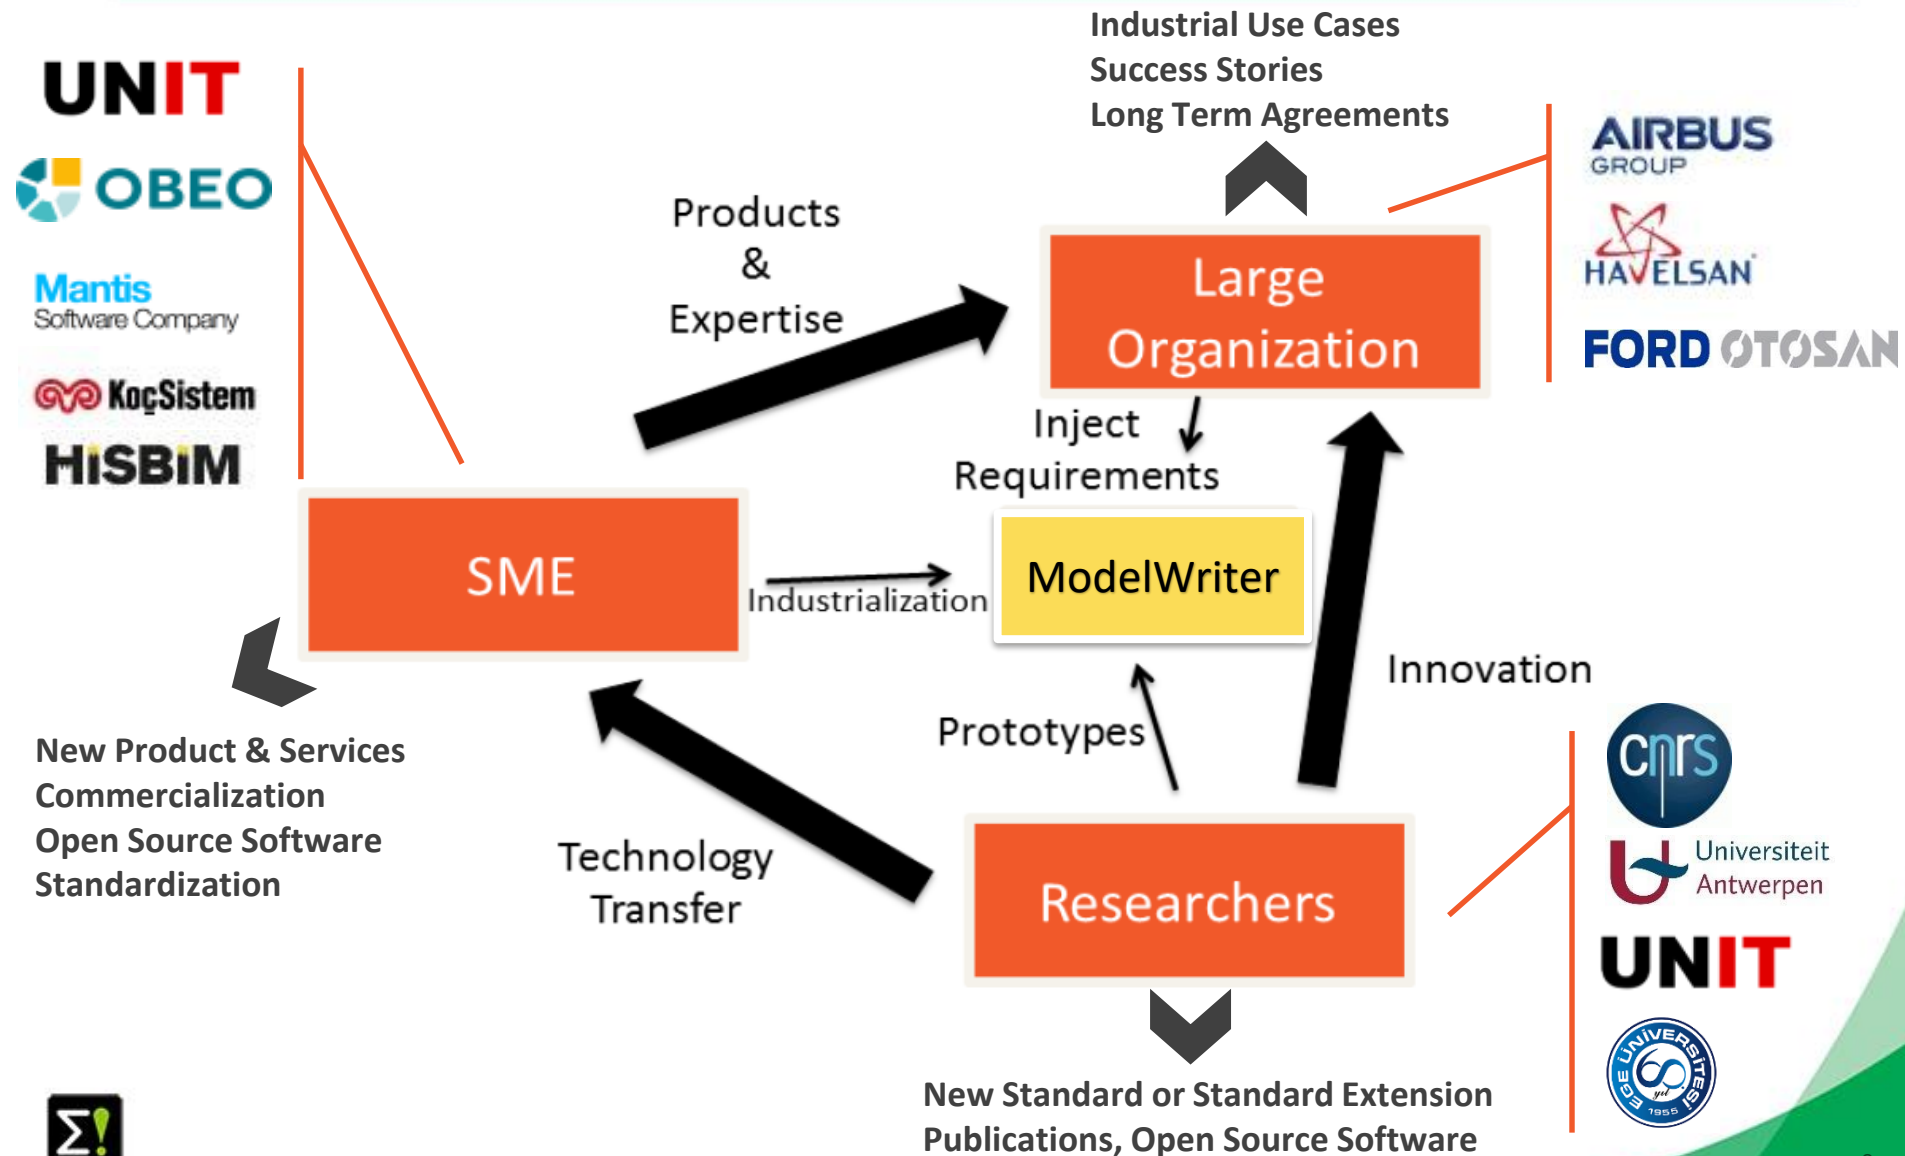 Industrial Use Cases
Success Stories
Long Term Agreements
UNIT
OBEO
Mantis
Software Company
KoçSistem
HiSBiM
AIRBUS
GROUP
HAVELSAN
FORD OTOSAN
Products
&
Expertise
Large
Organization
Inject
Requirements
SME
Industrialization
ModelWriter
Innovation
Prototypes
New Product & Services
Commercialization
Open Source Software
Standardization
Technology
Transfer
Researchers
cnrs
Universiteit
Antwerpen
UNIT
EGE ÜNİVERSİTESİ
60
yıl
1955
New Standard or Standard Extension
Publications, Open Source Software
Σ!